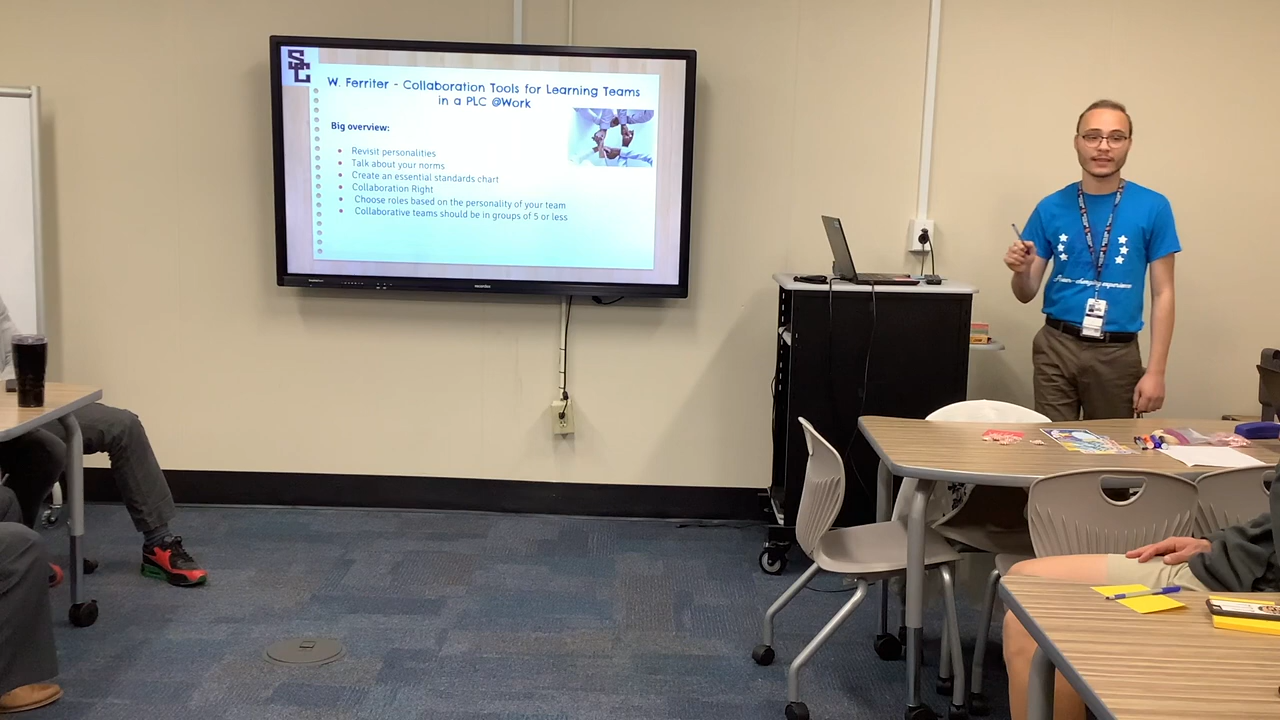 SC
W. Ferriter - Collaboration Tools for Learning Teams
in a PLC @Work
Big overview:
Revisit personalities
Talk about your norms
Create an essential standards chart
Collaboration Right
Choose roles based on the personality of your team
Collaborative teams should be in groups of 5 or less